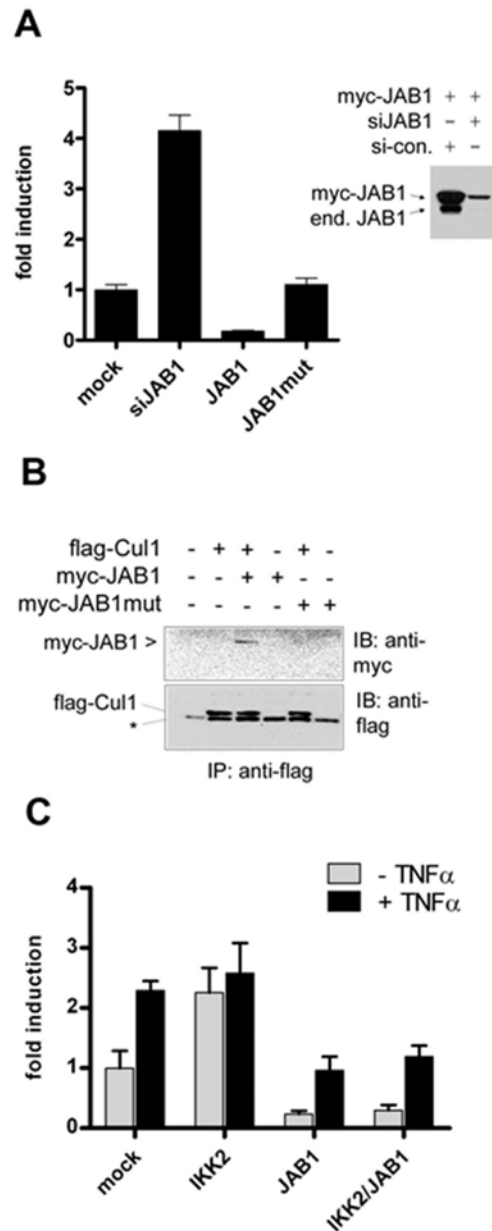 A
fold induction
5
4
3
2
1
0
mock
siJAB1
JAB1
JAB1mut
myc-JAB1 + +
siJAB1 – +
si-con. + –
myc-JAB1
end. JAB1
B
flag-Cul1 - + + - + -
myc-JAB1 - - + + - -
myc-JAB1mut - - - - + +
myc-JAB1 >
IB: anti-
myc
flag-Cul1
*
IB: anti-
flag
IP: anti-flag
C
- TNFα
+ TNFα
fold induction
4
3
2
1
0
mock
IKK2
JAB1
IKK2/JAB1